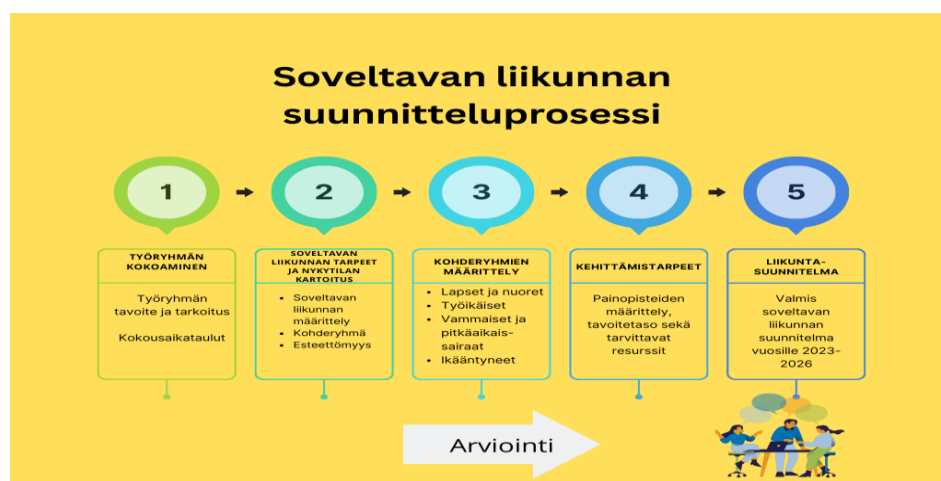 Soveltavan liikunnan
suunnitteluprosessi
1
2
3
4
5
TYÖRYHMÄN
KOKOAMINEN
Työryhmän
tavoite ja tarkoitus
Kokousaikataulut
SOVELTAVAN
LIIKUNNAN TARPEET
JA NYKYTILAN
KARTOITUS
• Soveltavan
liikunnan
määrittely
• Kohderyhmä
• Esteettömyys
KOHDERYHMIEN
MÄÄRITTELY
• Lapset ja nuoret
• Työikäiset
• Vammaiset ja
pitkäaikais-
sairaat
• Ikääntyneet
KEHITTÄMISTARPEET
Painopisteiden
määrittely,
tavoitetaso sekä
tarvittavat
resurssit
LIIKUNTA-
SUUNNITELMA
Valmis
soveltavan
liikunnan
suunnitelma
vuosille 2023-
2026
Arviointi